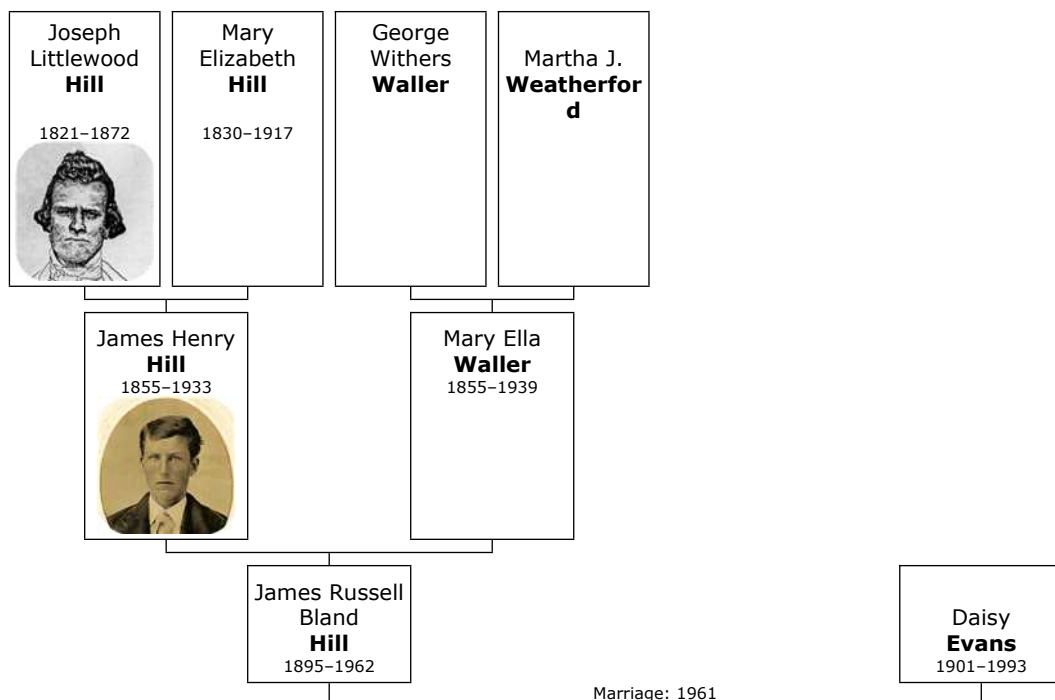 Joseph
Littlewood
Hill
1821–1872
Mary
Elizabeth
Hill
1830–1917
George
Withers
Waller
Martha J.
Weatherfor
d
James Henry
Hill
1855–1933
Mary Ella
Waller
1855–1939
James Russell
Bland
Hill
1895–1962
Daisy
Evans
1901–1993
Marriage: 1961